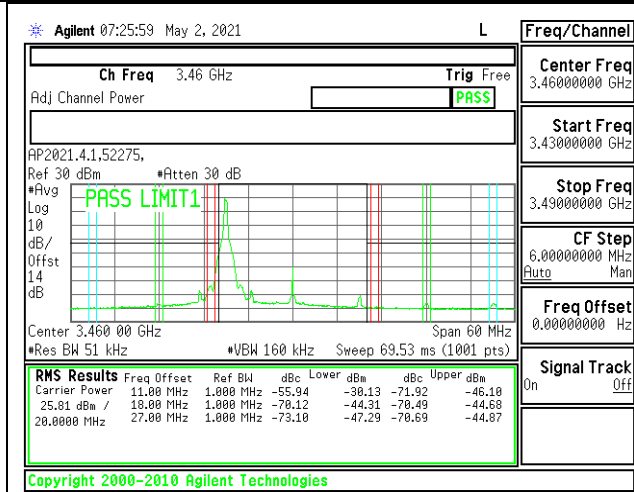 Agilent 07:25:59 May 2, 2021 L
Freq/Channel
Ch Freq 3.46 GHz Trig Free
Adj Channel Power PASS
Center Freq
3.46000000 GHz
Start Freq
3.43000000 GHz
Stop Freq
3.49000000 GHz
CF Step
6.00000000 MHz
Auto Man
Freq Offset
0.00000000 Hz
Signal Track
On Off
AP2021.4.1,52275,
Ref 30 dBm #Atten 30 dB
#Avg
Log
10
dB/
Offst
14
dB
PASS LIMIT1
Center 3.460 00 GHz Span 60 MHz
#Res BW 51 kHz #VBW 160 kHz Sweep 69.53 ms (1001 pts)
RMS Results Freq Offset Ref BW dBc Lower dBm dBc Upper dBm
Carrier Power 11.00 MHz 1.000 MHz -55.94 -30.13 -71.92 -46.10
25.81 dBm / 18.00 MHz 1.000 MHz -70.12 -44.31 -70.49 -44.68
20.0000 MHz 27.00 MHz 1.000 MHz -73.10 -47.29 -70.69 -44.87
Copyright 2000-2010 Agilent Technologies